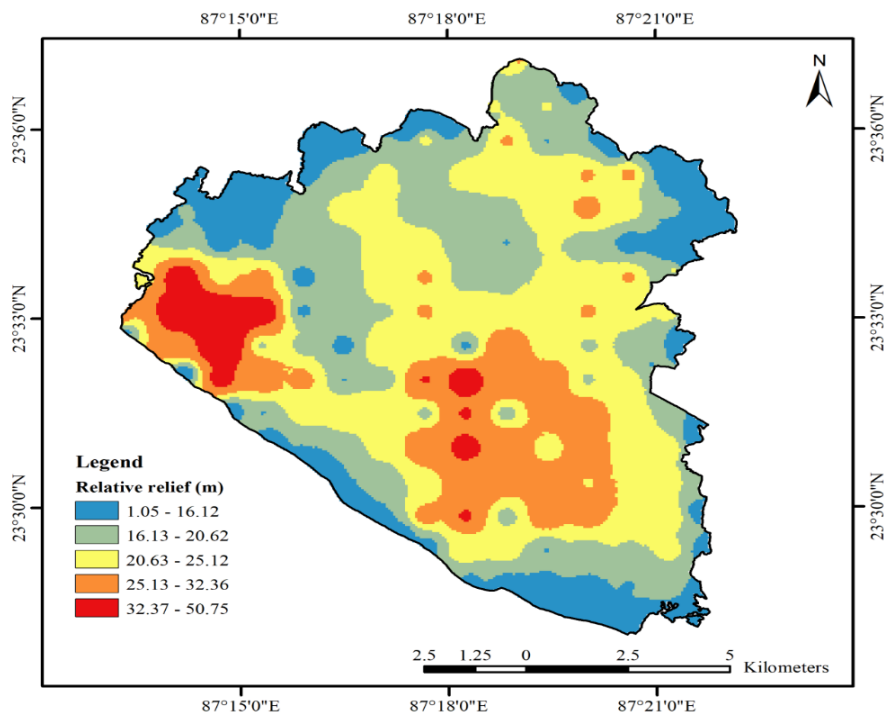 87°15'0"E 87°18'0"E 87°21'0"E
N
23°36'0"N 23°36'0"N
23°33'0"N 23°33'0"N
23°30'0"N 23°30'0"N
Legend
Relative relief (m)
1.05 - 16.12
16.13 - 20.62
20.63 - 25.12
25.13 - 32.36
32.37 - 50.75
2.5 1.25 0 2.5 5
Kilometers
87°15'0"E 87°18'0"E 87°21'0"E